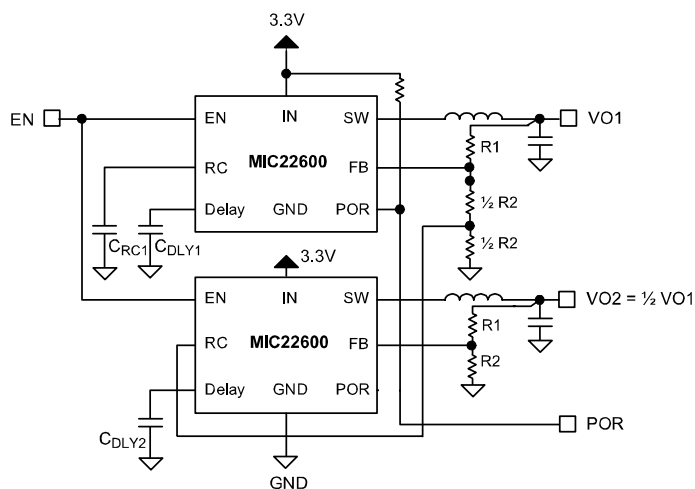 3.3V
EN
EN
IN
SW
VO1
R1
RC
MIC22600
FB
½ R2
Delay
GND
POR
CRC1
CDLY1
½ R2
3.3V
EN
IN
SW
VO2 = ½ VO1
R1
RC
MIC22600
FB
R2
Delay
GND
POR
CDLY2
POR
GND